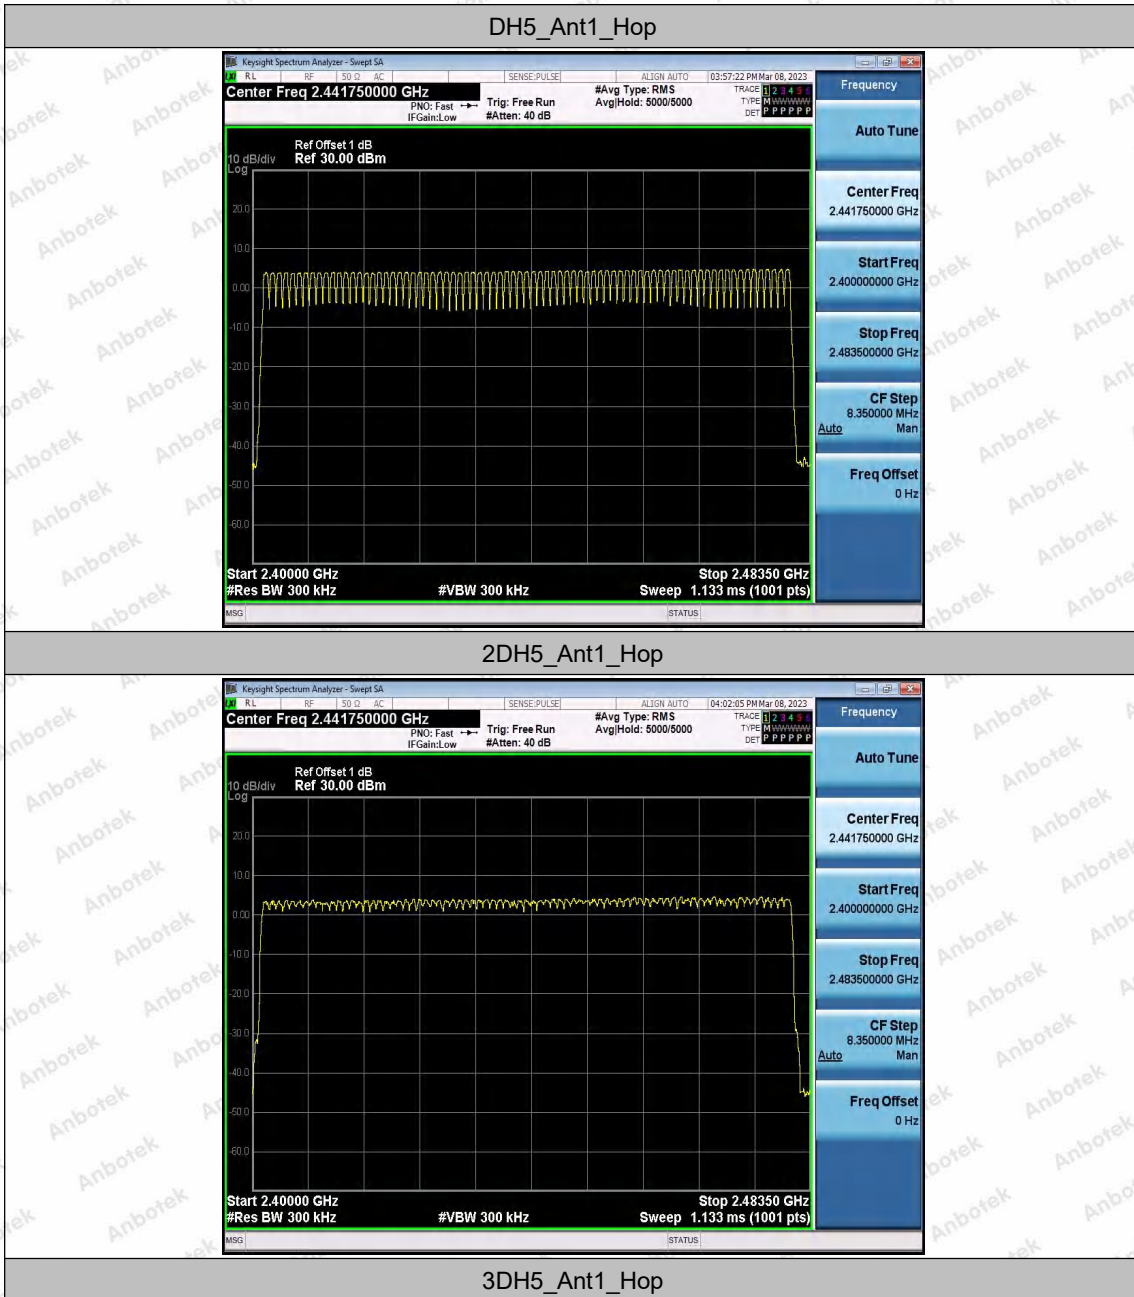 DH5_Ant1_Hop
Keysight Spectrum Analyzer - Swept SA
LXI RL RF 50 Ω AC SENSE:PULSE ALIGN AUTO 03:57:22 PM Mar 08, 2023
Center Freq 2.441750000 GHz
PNO: Fast
IFGain:Low
Trig: Free Run
#Atten: 40 dB
#Avg Type: RMS
Avg|Hold: 5000/5000
TRACE 1 2 3 4 5 6
TYPE M W W W W W
DET P P P P P P
Ref Offset 1 dB
10 dB/div Ref 30.00 dBm
Log
20.0
10.0
0.00
-10.0
-20.0
-30.0
-40.0
-50.0
-60.0
Start 2.40000 GHz Stop 2.48350 GHz
#Res BW 300 kHz #VBW 300 kHz Sweep 1.133 ms (1001 pts)
MSG STATUS
Frequency
Auto Tune
Center Freq
2.441750000 GHz
Start Freq
2.400000000 GHz
Stop Freq
2.483500000 GHz
CF Step
8.350000 MHz
Auto Man
Freq Offset
0 Hz
2DH5_Ant1_Hop
Keysight Spectrum Analyzer - Swept SA
LXI RL RF 50 Ω AC SENSE:PULSE ALIGN AUTO 04:02:05 PM Mar 08, 2023
Center Freq 2.441750000 GHz
PNO: Fast
IFGain:Low
Trig: Free Run
#Atten: 40 dB
#Avg Type: RMS
Avg|Hold: 5000/5000
TRACE 1 2 3 4 5 6
TYPE M W W W W W
DET P P P P P P
Ref Offset 1 dB
10 dB/div Ref 30.00 dBm
Log
20.0
10.0
0.00
-10.0
-20.0
-30.0
-40.0
-50.0
-60.0
Start 2.40000 GHz Stop 2.48350 GHz
#Res BW 300 kHz #VBW 300 kHz Sweep 1.133 ms (1001 pts)
MSG STATUS
Frequency
Auto Tune
Center Freq
2.441750000 GHz
Start Freq
2.400000000 GHz
Stop Freq
2.483500000 GHz
CF Step
8.350000 MHz
Auto Man
Freq Offset
0 Hz
3DH5_Ant1_Hop